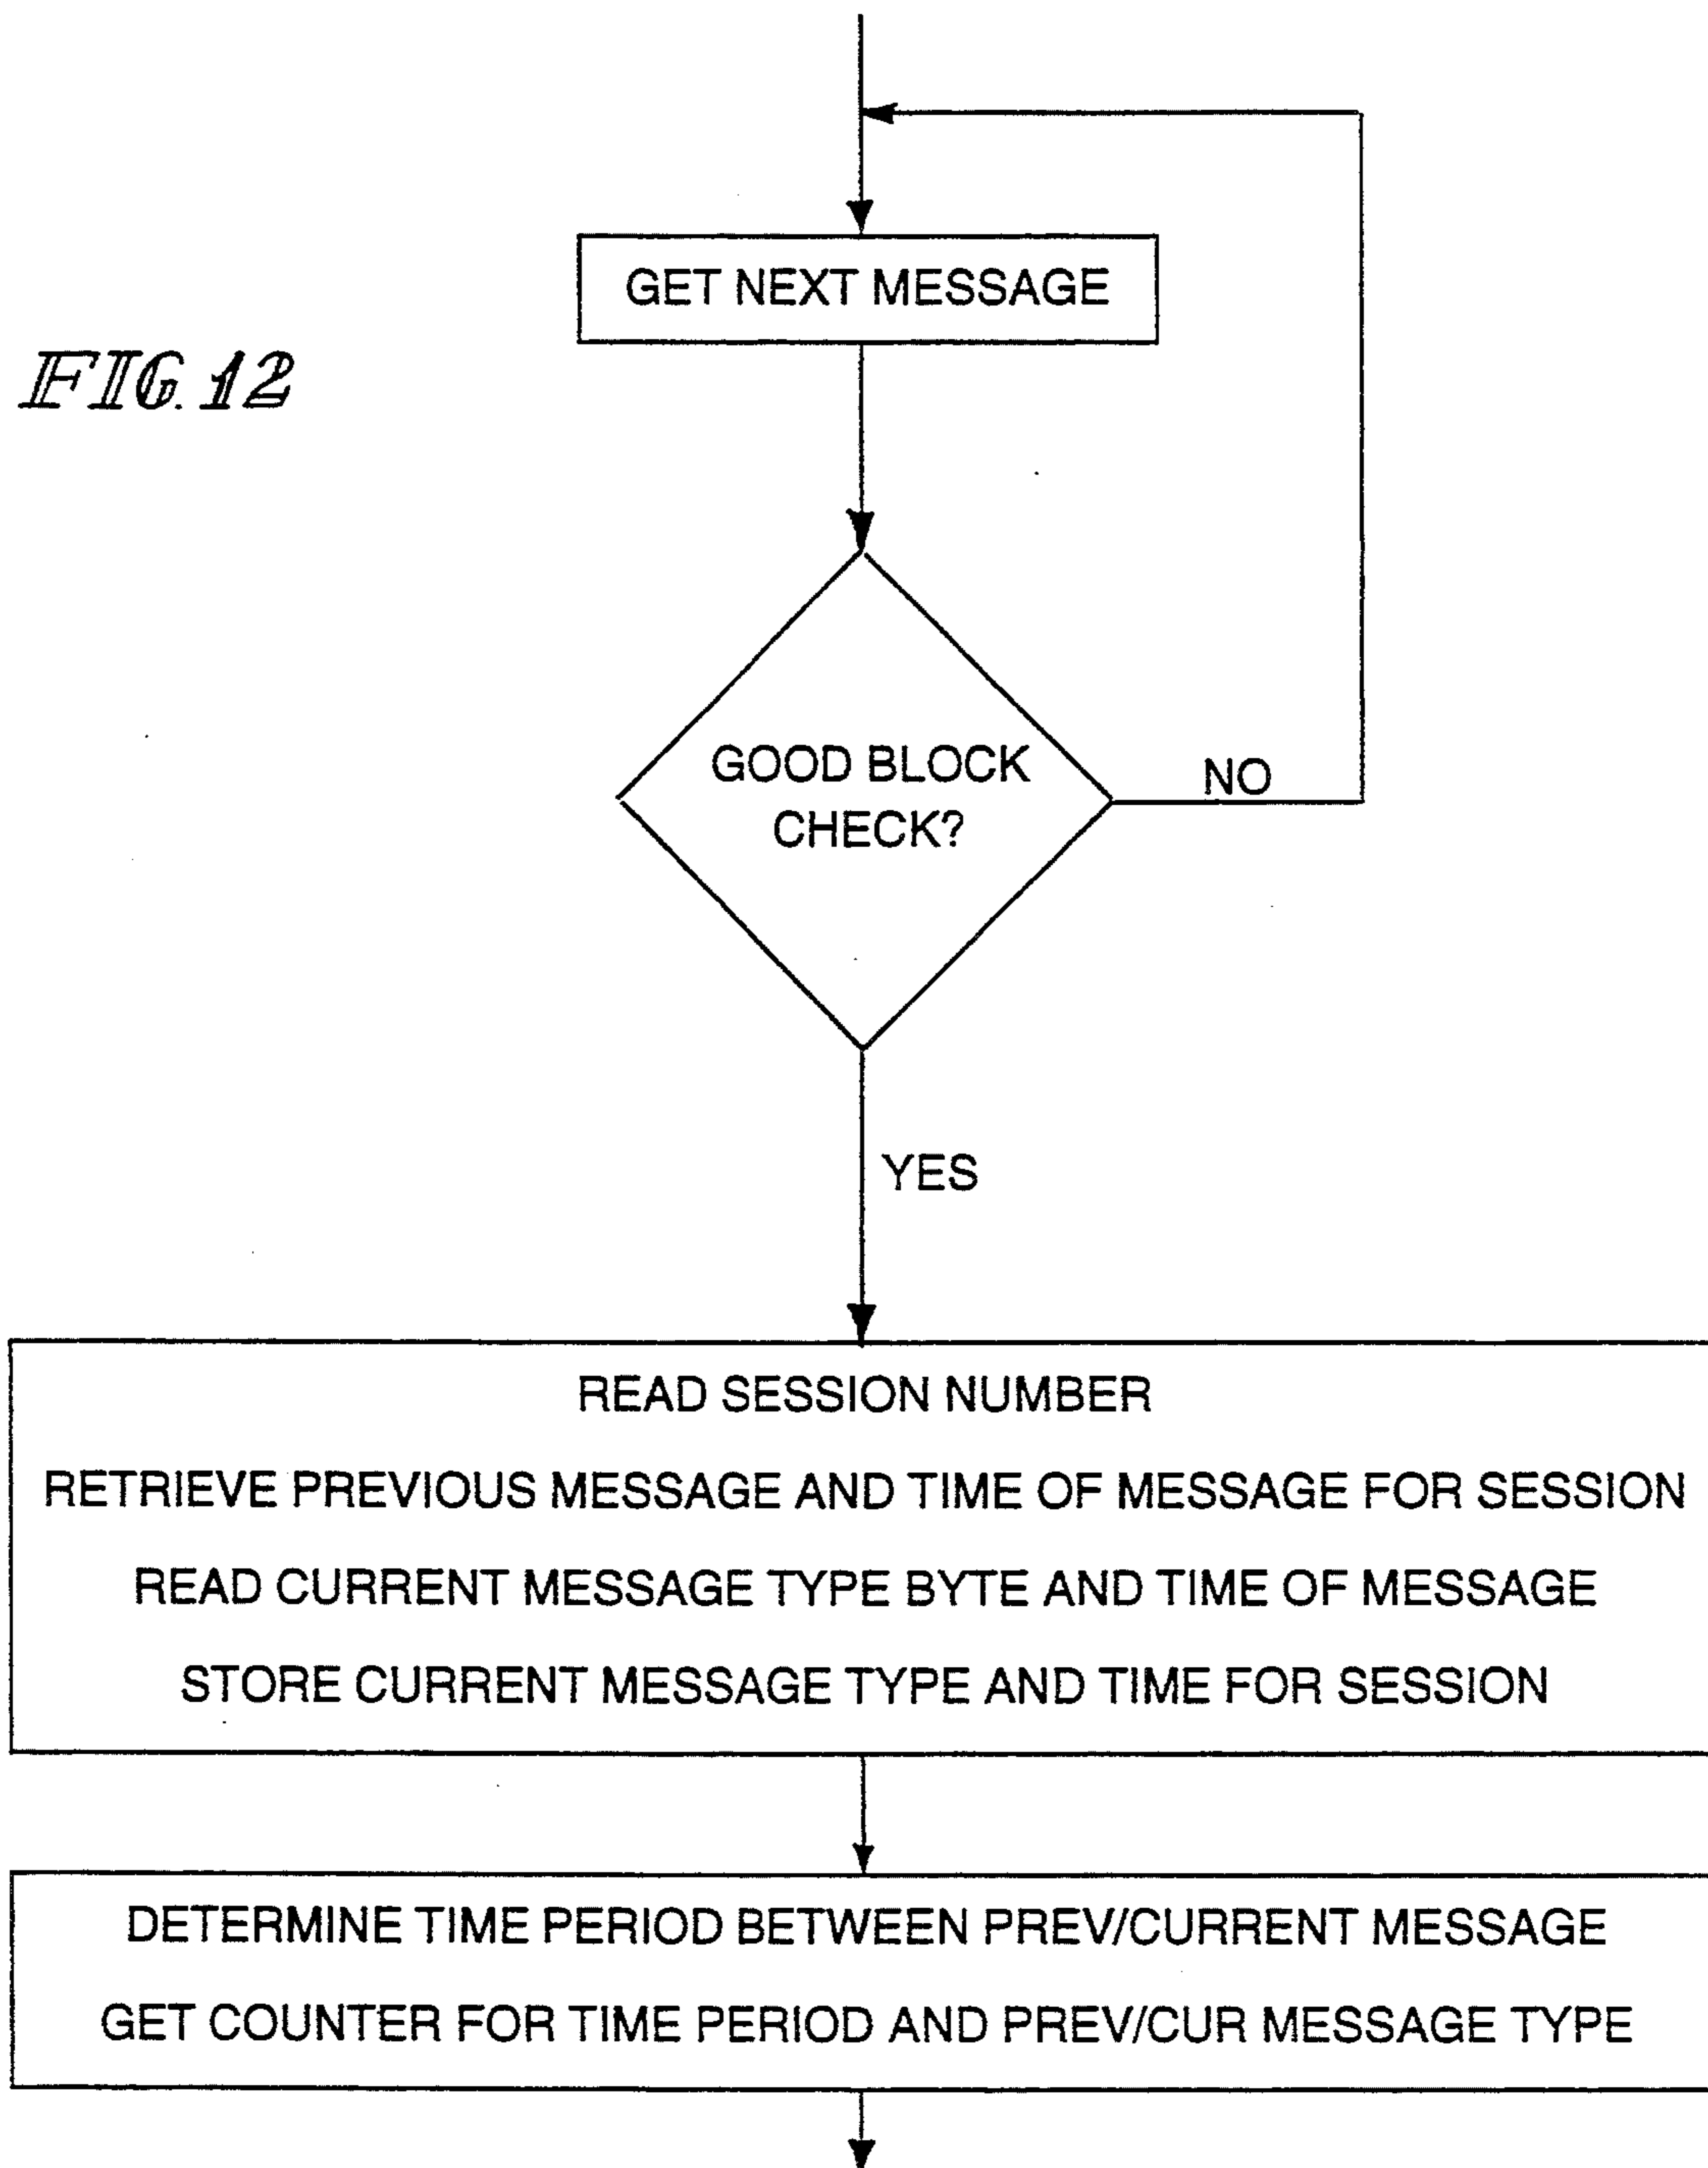 FIG. 12
GET NEXT MESSAGE
GOOD BLOCK
CHECK?
NO
YES
READ SESSION NUMBER
RETRIEVE PREVIOUS MESSAGE AND TIME OF MESSAGE FOR SESSION
READ CURRENT MESSAGE TYPE BYTE AND TIME OF MESSAGE
STORE CURRENT MESSAGE TYPE AND TIME FOR SESSION
DETERMINE TIME PERIOD BETWEEN PREV/CURRENT MESSAGE
GET COUNTER FOR TIME PERIOD AND PREV/CUR MESSAGE TYPE